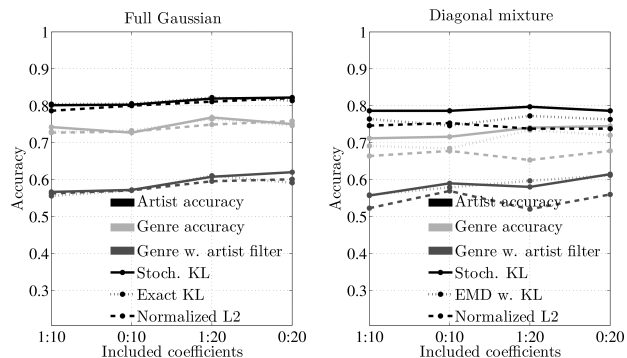 Full Gaussian
1
0.9
0.8
0.7
0.6
0.5
0.4
0.3
Accuracy
Artist accuracy
Genre accuracy
Genre w. artist filter
Stoch. KL
Exact KL
Normalized L2
1:10 0:10 1:20 0:20
Included coefficients
Diagonal mixture
1
0.9
0.8
0.7
0.6
0.5
0.4
0.3
Accuracy
Artist accuracy
Genre accuracy
Genre w. artist filter
Stoch. KL
EMD w. KL
Normalized L2
1:10 0:10 1:20 0:20
Included coefficients